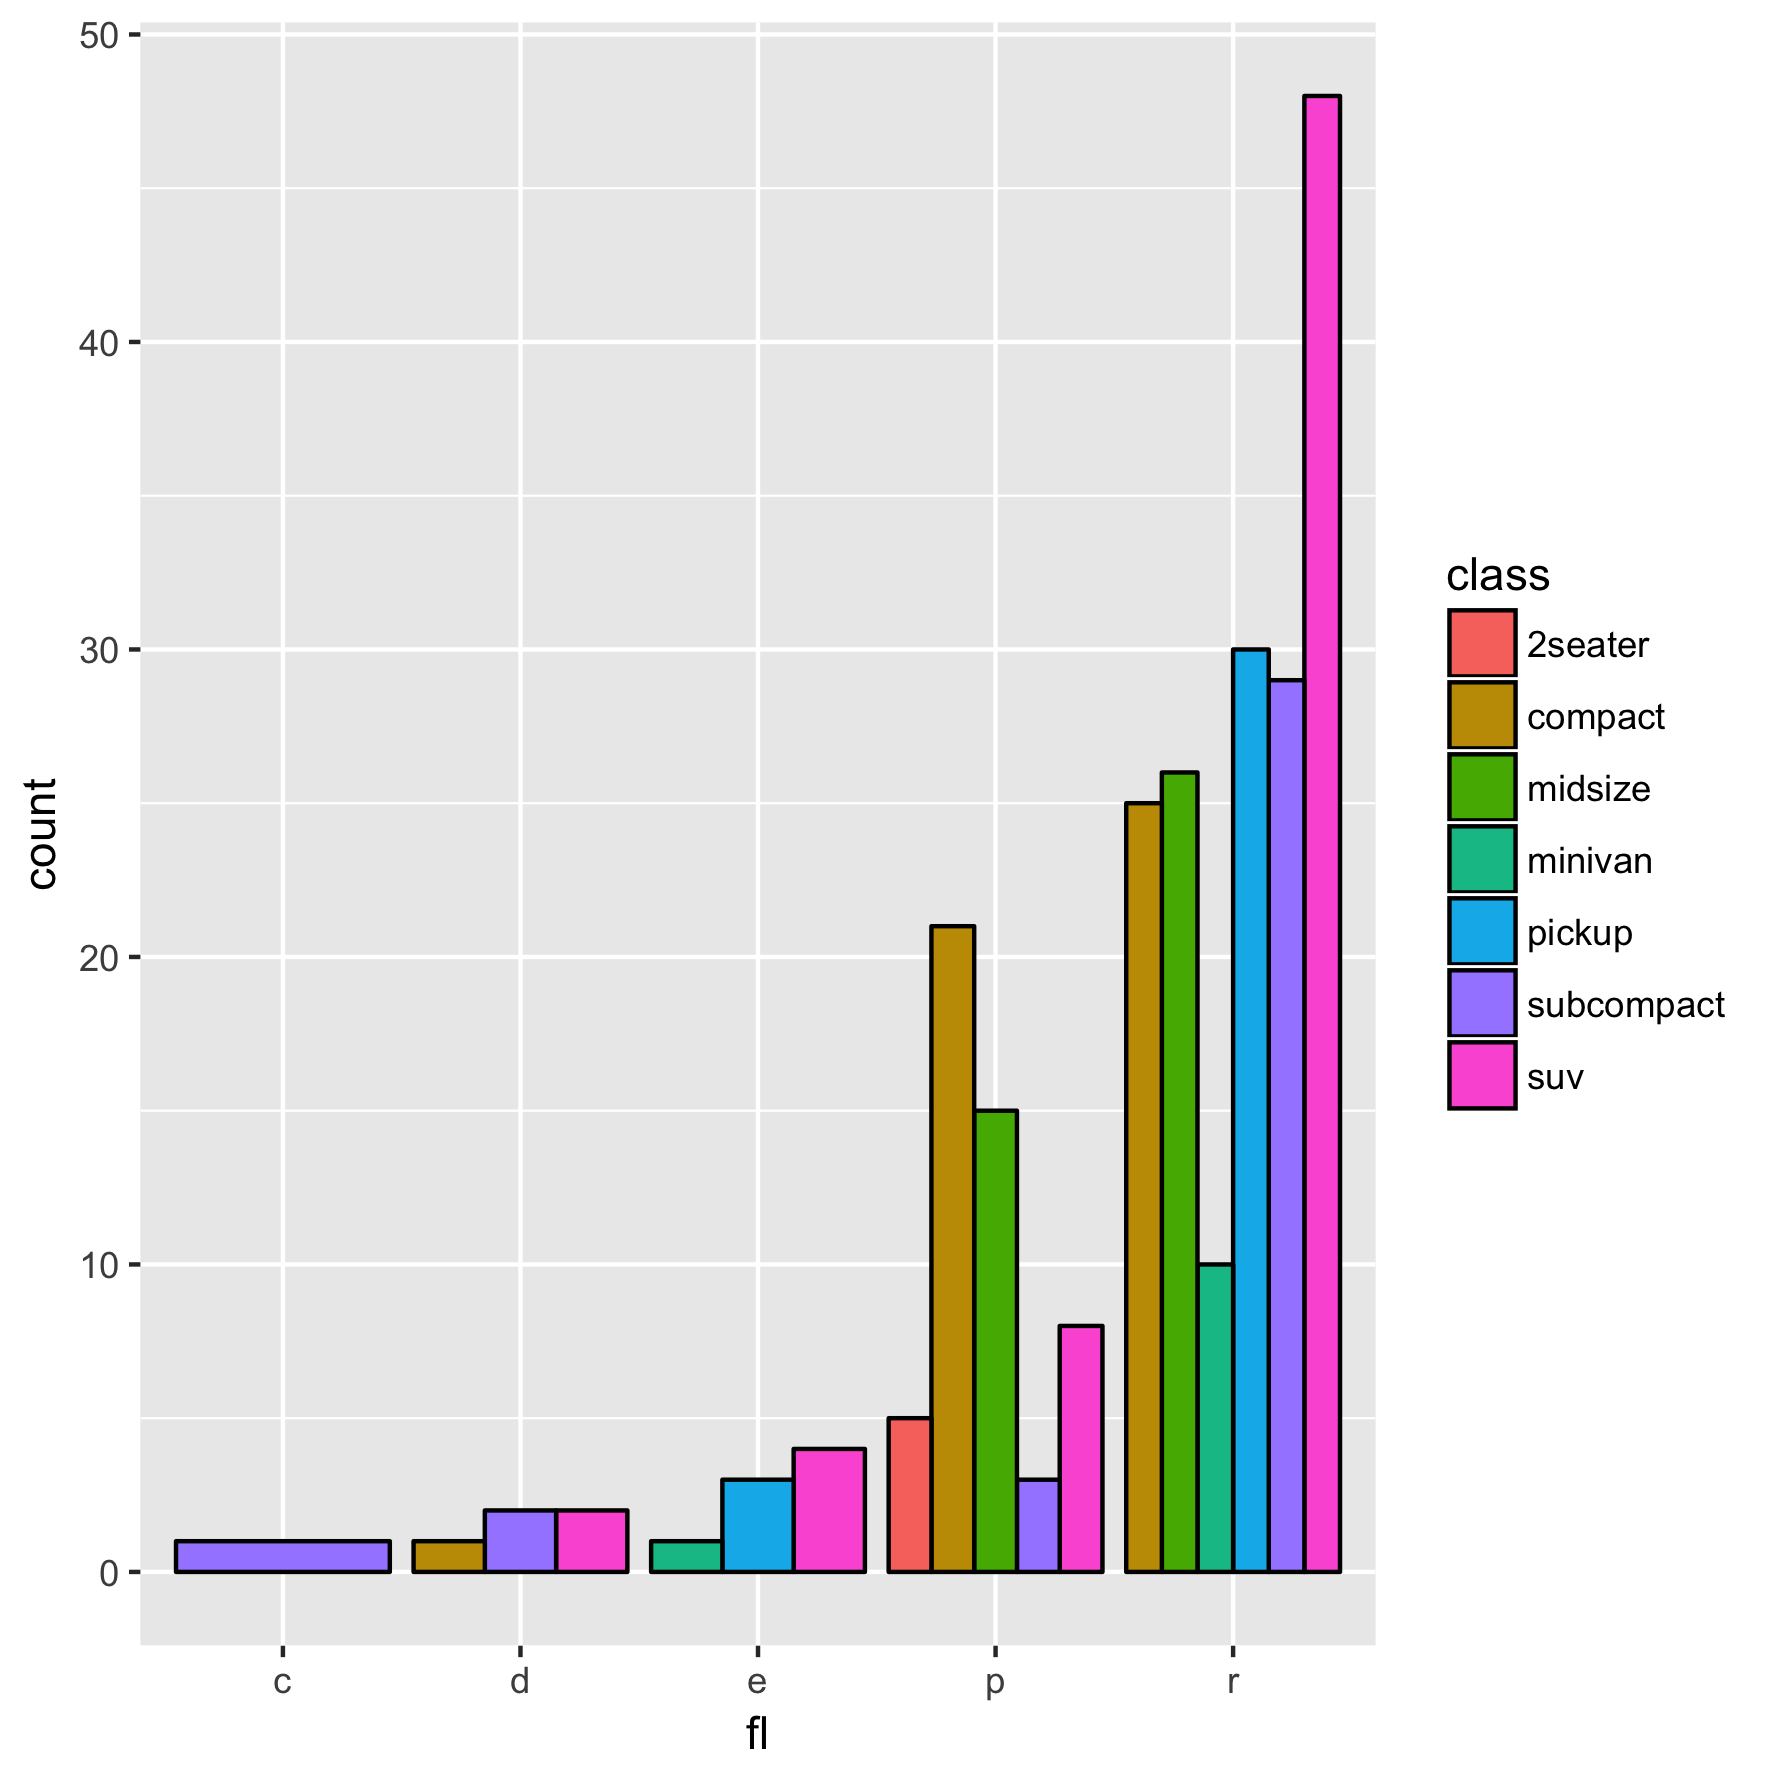 50
40
30
20
10
0
count
c d e p r
fl
class
2seater
compact
midsize
minivan
pickup
subcompact
suv